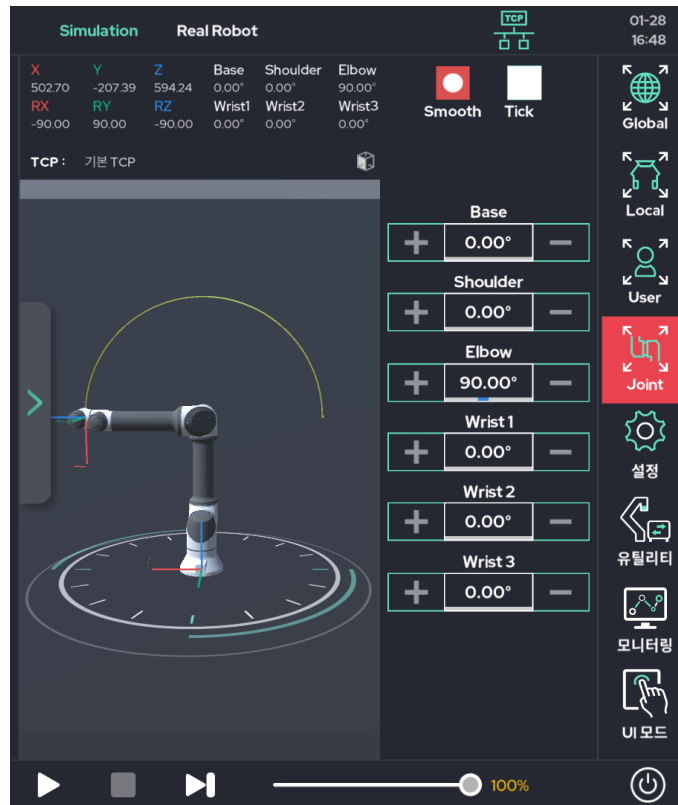 Simulation Real Robot TCP 01-28
16:48
X Y Z Base Shoulder Elbow
502.70 -207.39 594.24 0.00° 0.00° 90.00°
RX RY RZ Wrist1 Wrist2 Wrist3
-90.00 90.00 -90.00 0.00° 0.00° 0.00°
Smooth Tick
TCP : 기본 TCP
Base
+ 0.00° −
Shoulder
+ 0.00° −
Elbow
+ 90.00° −
Wrist 1
+ 0.00° −
Wrist 2
+ 0.00° −
Wrist 3
+ 0.00° −
Global
Local
User
Joint
설정
유틸리티
모니터링
UI 모드
100%